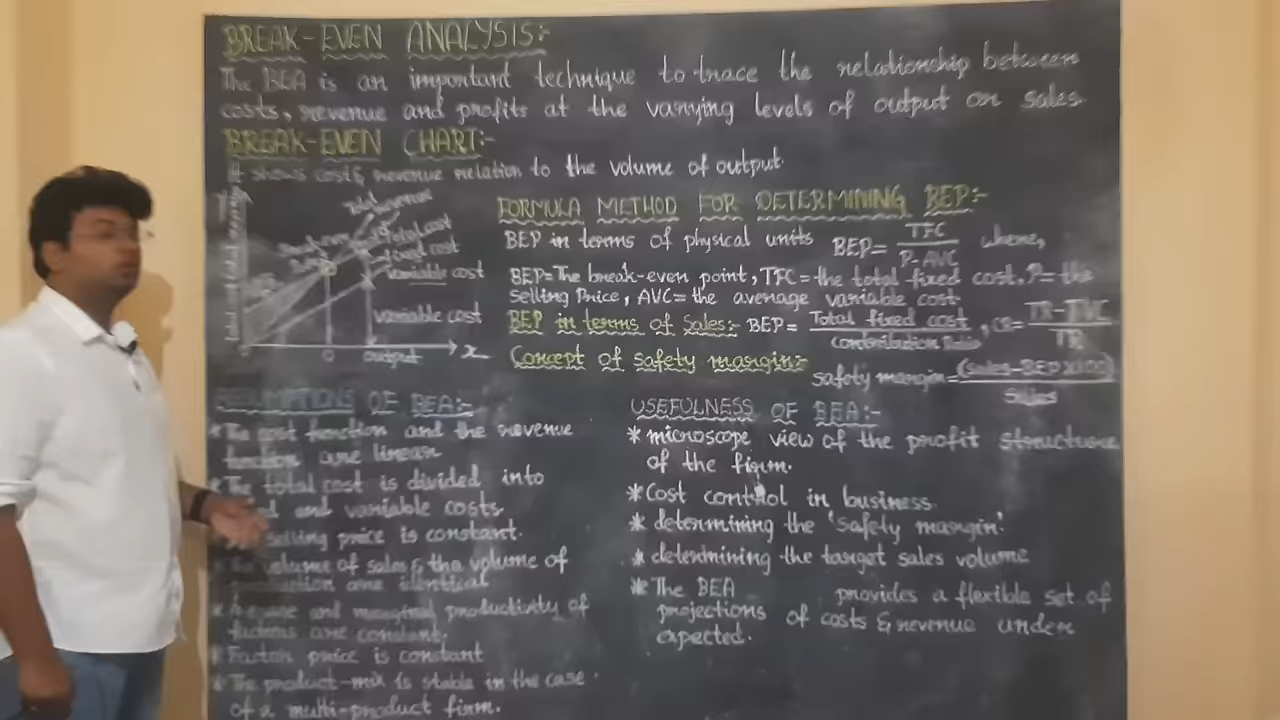 BREAK-EVEN ANALYSIS:-
The BEA is an important technique to trace the relationship between
costs, revenue and profits at the varying levels of output or sales.
BREAK-EVEN CHART:-
It shows cost & revenue relation to the volume of output.
Total revenue
Total cost
variable cost
variable cost
O output x
FORMULA METHOD FOR DETERMINING BEP:-
BEP in terms of physical units BEP= TFC / P-AVC where,
BEP=The break-even point, TFC=the total fixed cost, P= the
Selling Price, AVC= the average variable cost.
BEP in terms of Sales:- BEP= Total fixed cost / Contribution Ratio, CR= TR-TVC / TR
Concept of safety margin:-
safety margin= (Sales-BEP X100) / Sales
ASSUMPTIONS OF BEA:-
* The cost function and the revenue
function are linear
* The total cost is divided into
and variable costs.
selling price is constant.
* The volume of sales & the volume of
production are identical
* Average and marginal productivity of
factors are constant.
* Factor price is constant
* The product-mix is stable in the case
of a multi-product firm.
USEFULNESS OF BEA:-
* microscope view of the profit structure
of the firm.
* Cost control in business.
* determining the 'safety margin'.
* determining the target sales volume
* The BEA provides a flexible set of
projections of costs & revenue under
expected.